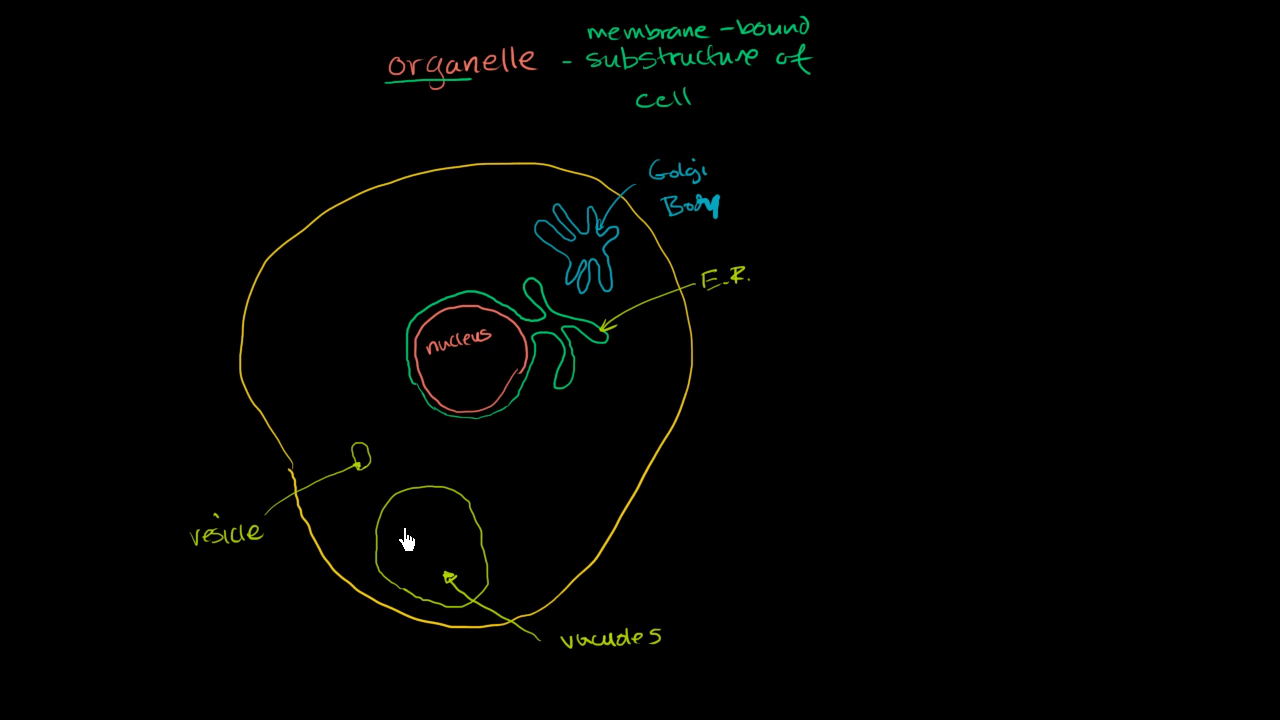 membrane-bound
organelle - substructure of
cell
Golgi
Body
E.R.
nucleus
vesicle
vacuoles